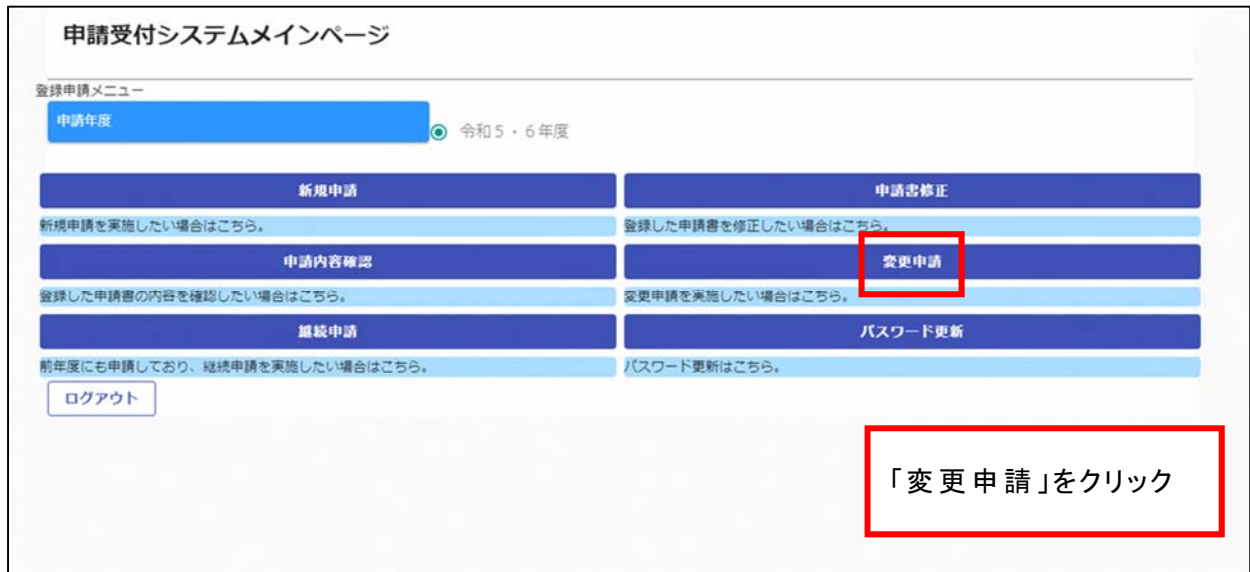 申請受付システムメインページ
登録申請メニュー
申請年度
令和5・6年度
新規申請
申請書修正
新規申請を実施したい場合はこちら。
登録した申請書を修正したい場合はこちら。
申請内容確認
変更申請
登録した申請書の内容を確認したい場合はこちら。
変更申請を実施したい場合はこちら。
継続申請
パスワード更新
前年度にも申請しており、継続申請を実施したい場合はこちら。
パスワード更新はこちら。
ログアウト
「変更申請」をクリック